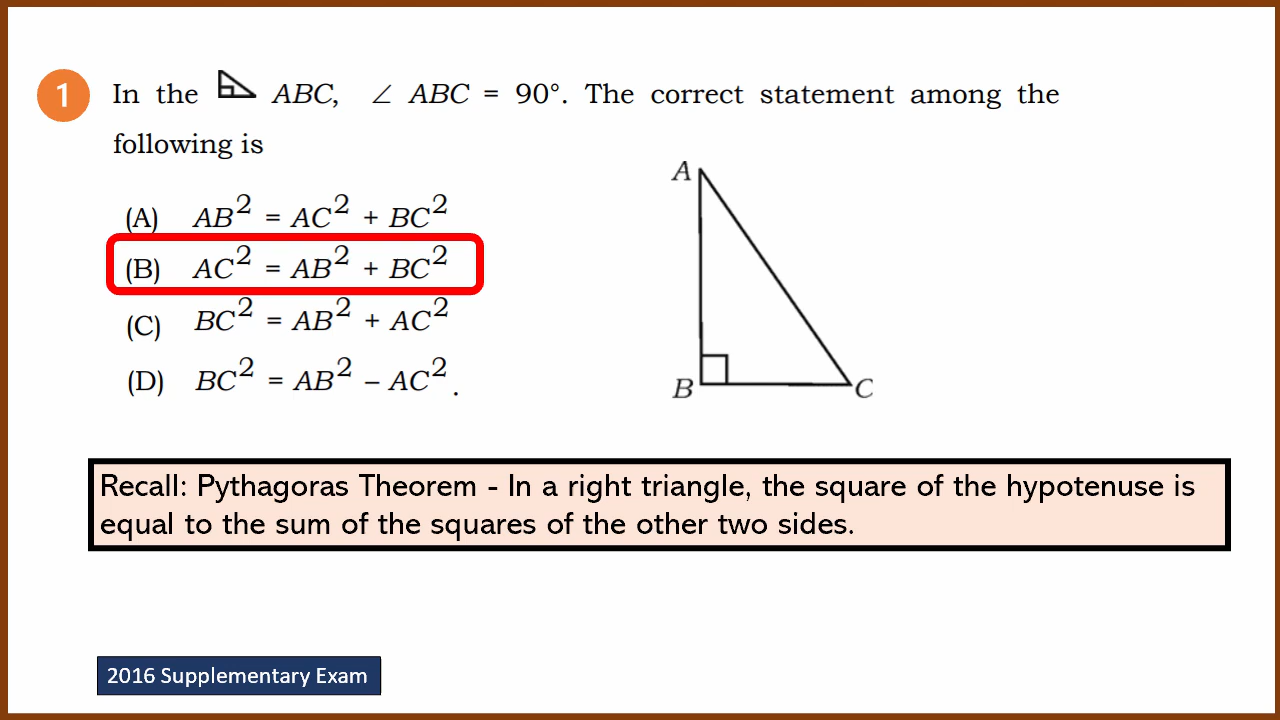 1 In the ABC, ∠ ABC = 90°. The correct statement among the
following is
(A) AB² = AC² + BC²
(B) AC² = AB² + BC²
(C) BC² = AB² + AC²
(D) BC² = AB² – AC² .
A
B
C
Recall: Pythagoras Theorem - In a right triangle, the square of the hypotenuse is
equal to the sum of the squares of the other two sides.
2016 Supplementary Exam